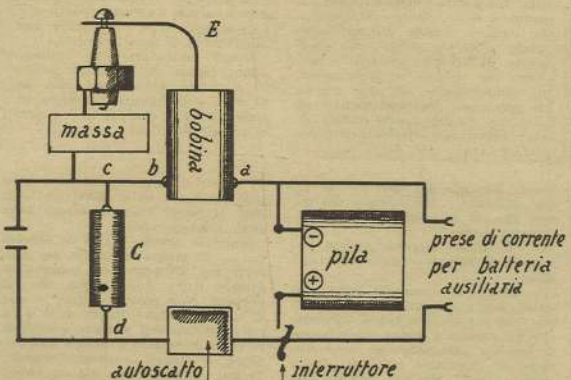 E
massa
bobina
c
b
a
C
d
−
+
pila
prese di corrente
per batteria
ausiliaria
autoscatto
interruttore